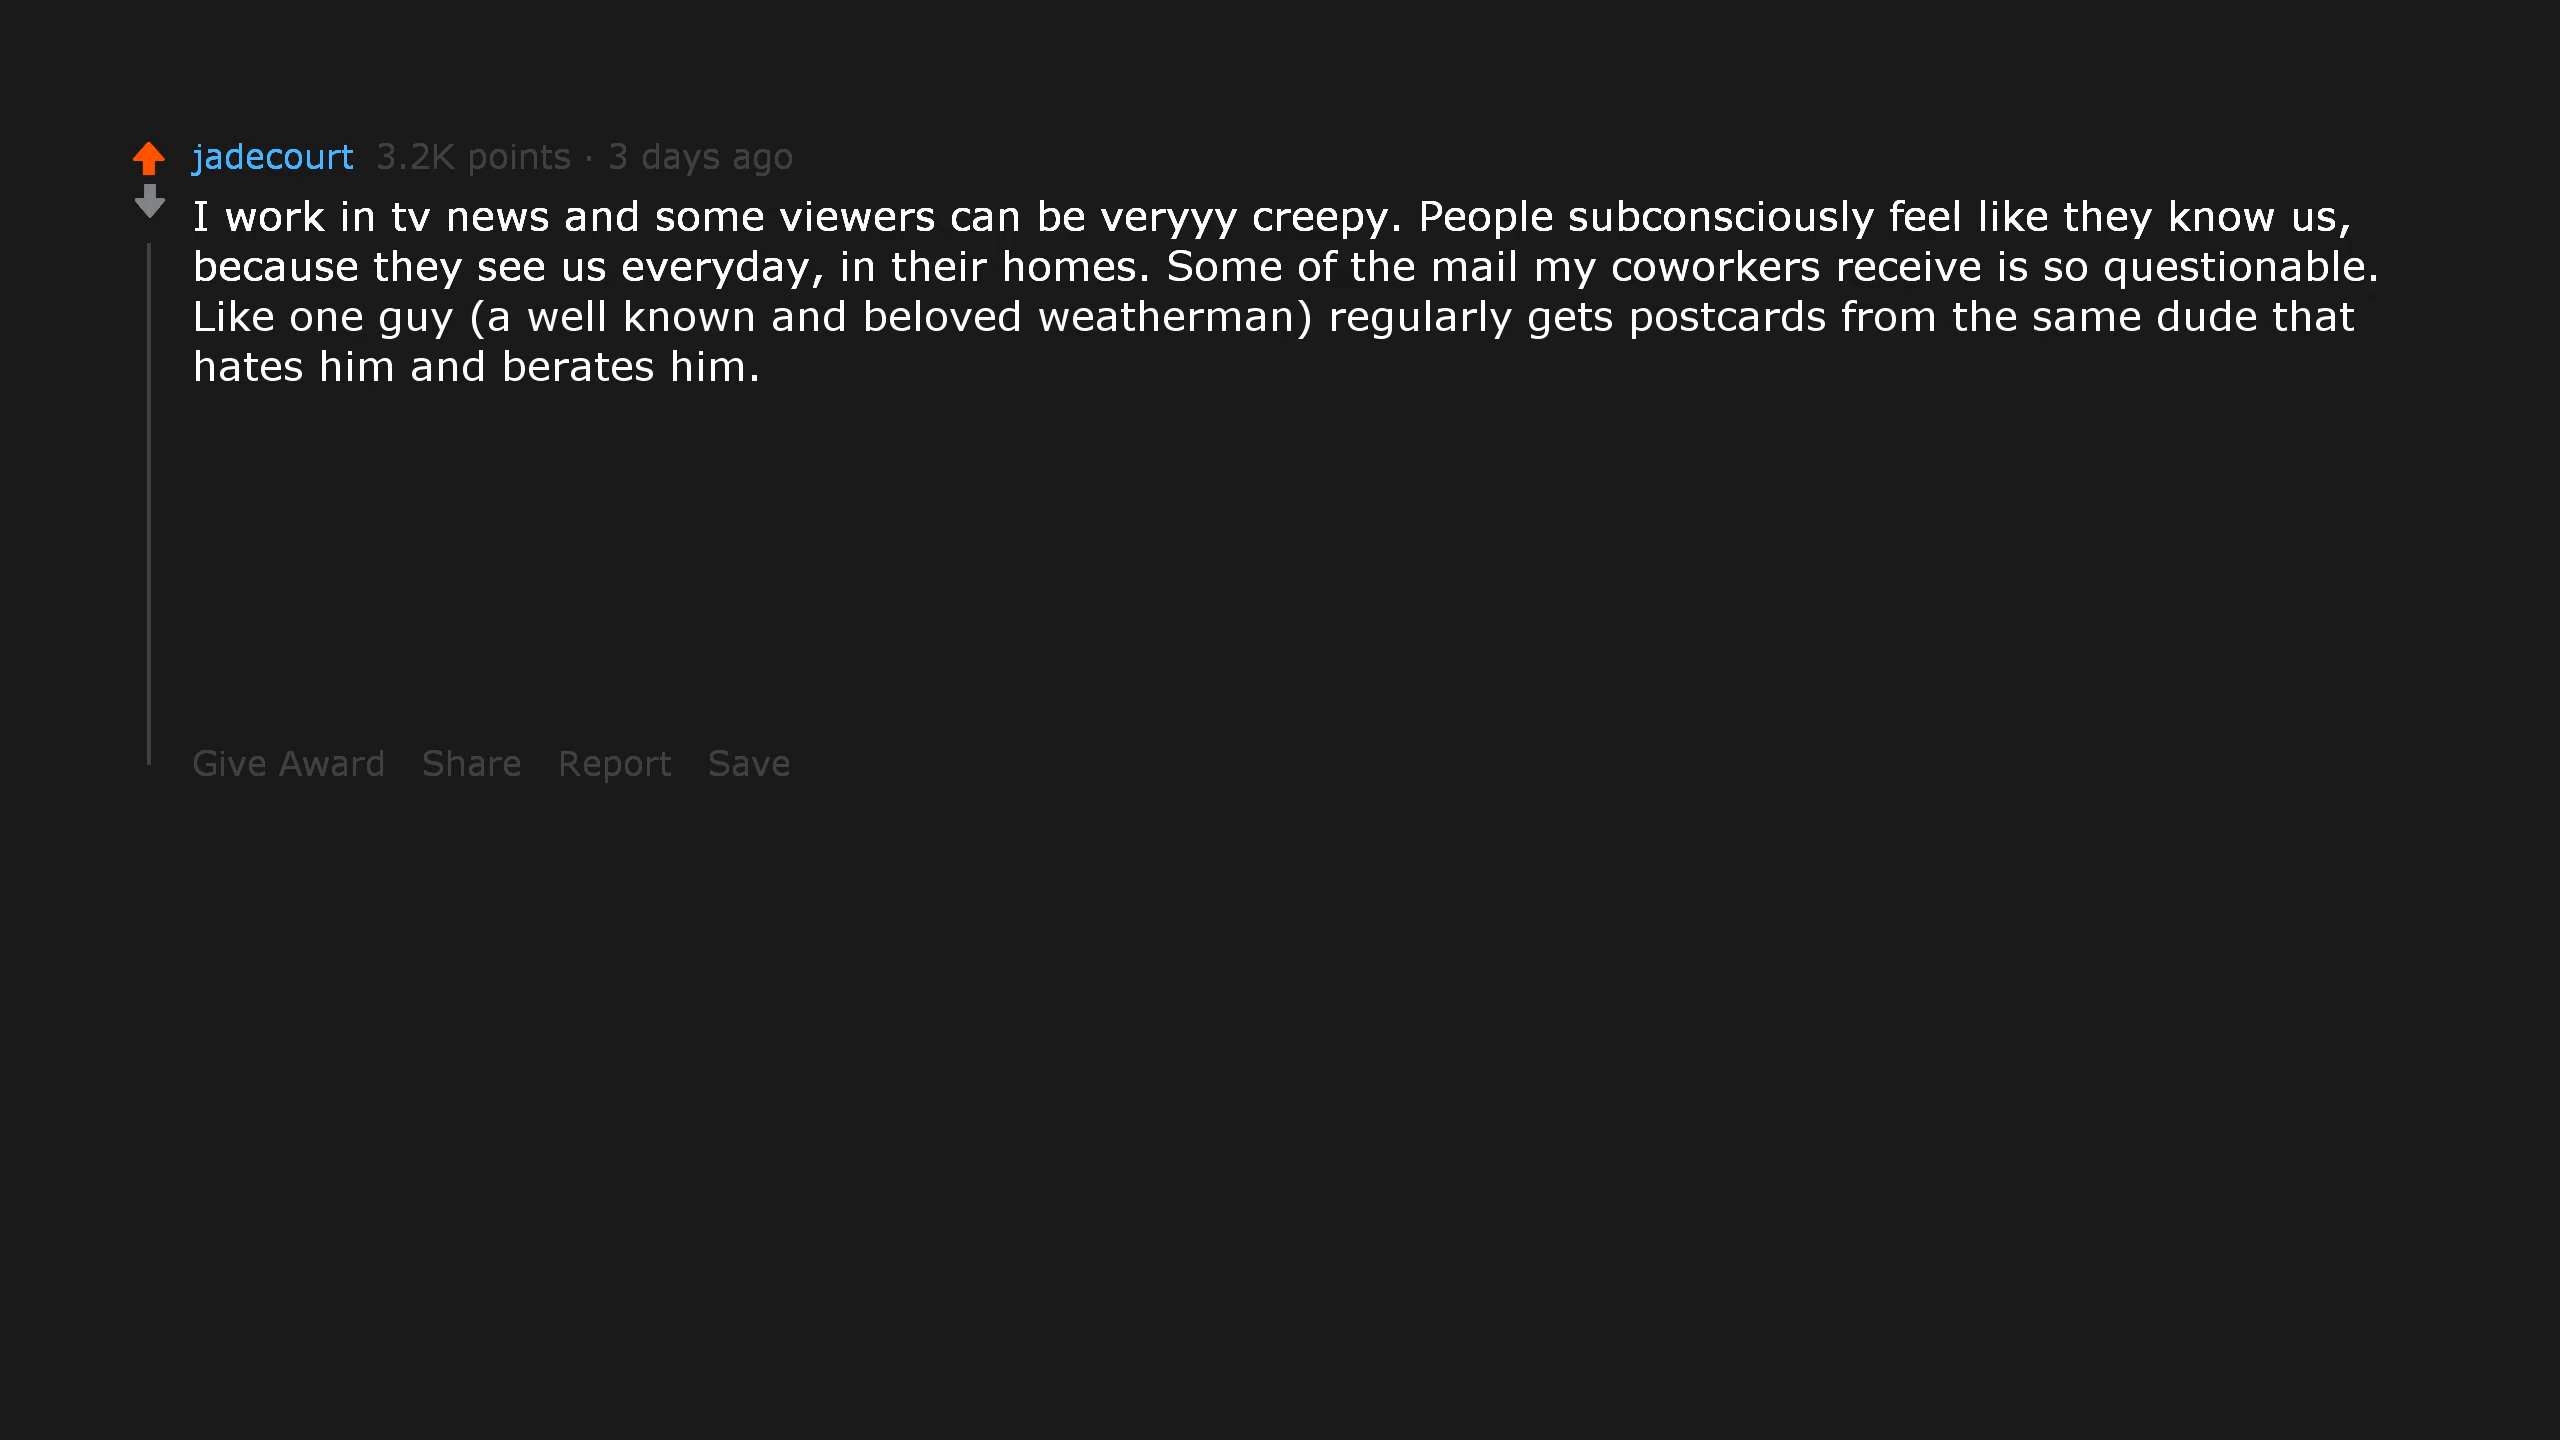 jadecourt 3.2K points · 3 days ago
I work in tv news and some viewers can be veryyy creepy. People subconsciously feel like they know us,
because they see us everyday, in their homes. Some of the mail my coworkers receive is so questionable.
Like one guy (a well known and beloved weatherman) regularly gets postcards from the same dude that
hates him and berates him.
Give Award Share Report Save